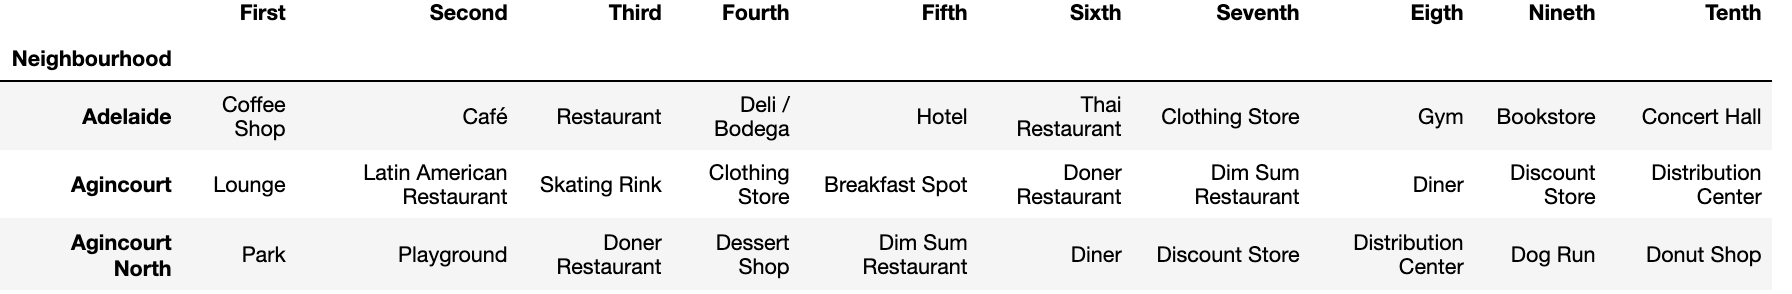 First Second Third Fourth Fifth Sixth Seventh Eigth Nineth Tenth
Neighbourhood
Adelaide Coffee Shop Café Restaurant Deli / Bodega Hotel Thai Restaurant Clothing Store Gym Bookstore Concert Hall
Agincourt Lounge Latin American Restaurant Skating Rink Clothing Store Breakfast Spot Doner Restaurant Dim Sum Restaurant Diner Discount Store Distribution Center
Agincourt North Park Playground Doner Restaurant Dessert Shop Dim Sum Restaurant Diner Discount Store Distribution Center Dog Run Donut Shop